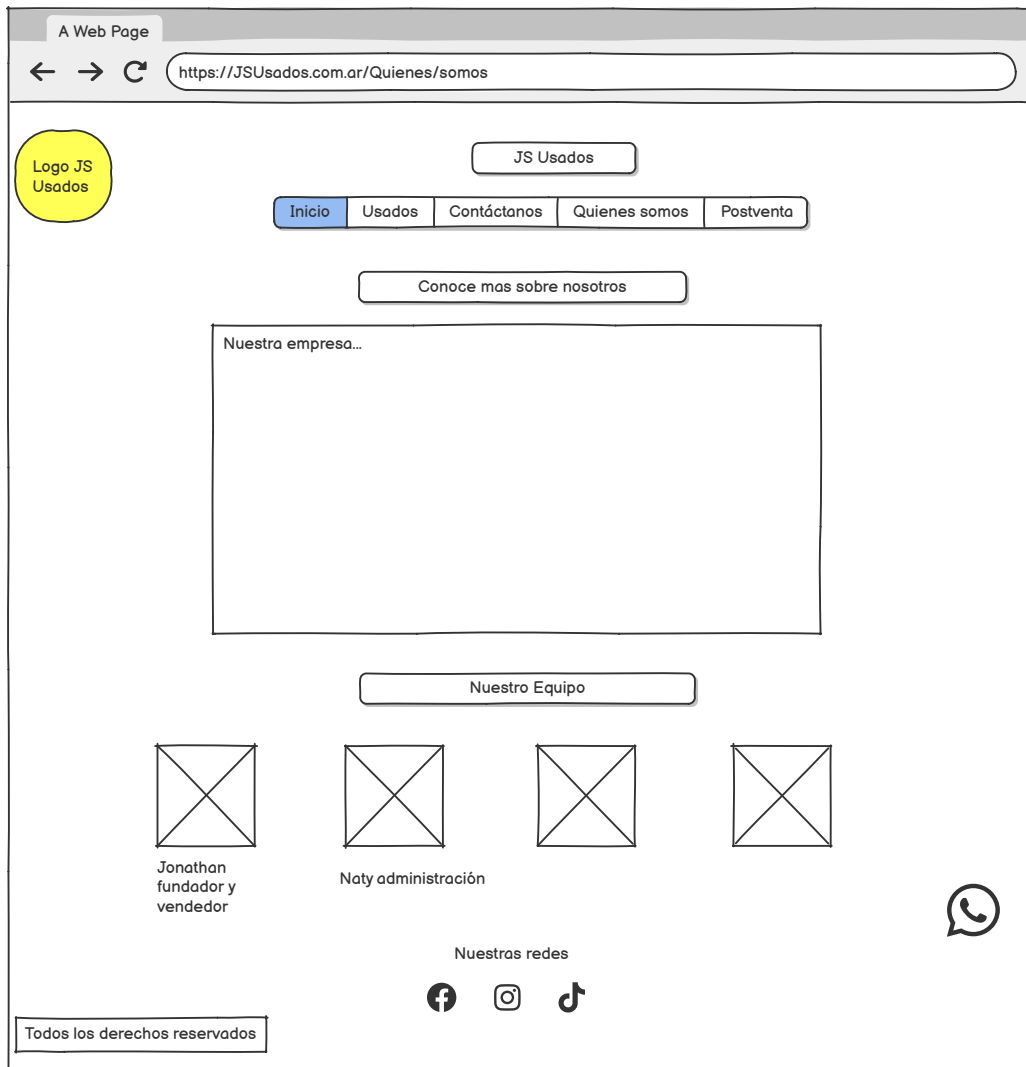 A Web Page
https://JSUsados.com.ar/Quienes/somos
Logo JS
Usados
JS Usados
Inicio Usados Contáctanos Quienes somos Postventa
Conoce mas sobre nosotros
Nuestra empresa...
Nuestro Equipo
Jonathan
fundador y
vendedor
Naty administración
Nuestras redes
Todos los derechos reservados